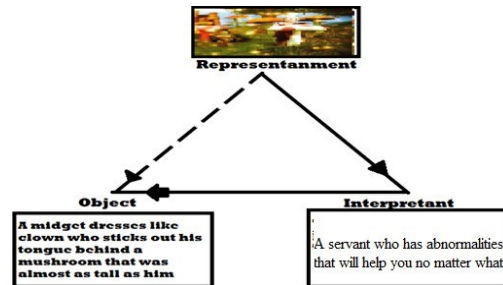 Representanment
Object
Interpretant
A midget dresses like
clown who sticks out his
tongue behind a
mushroom that was
almost as tall as him
A servant who has abnormalities
that will help you no matter what